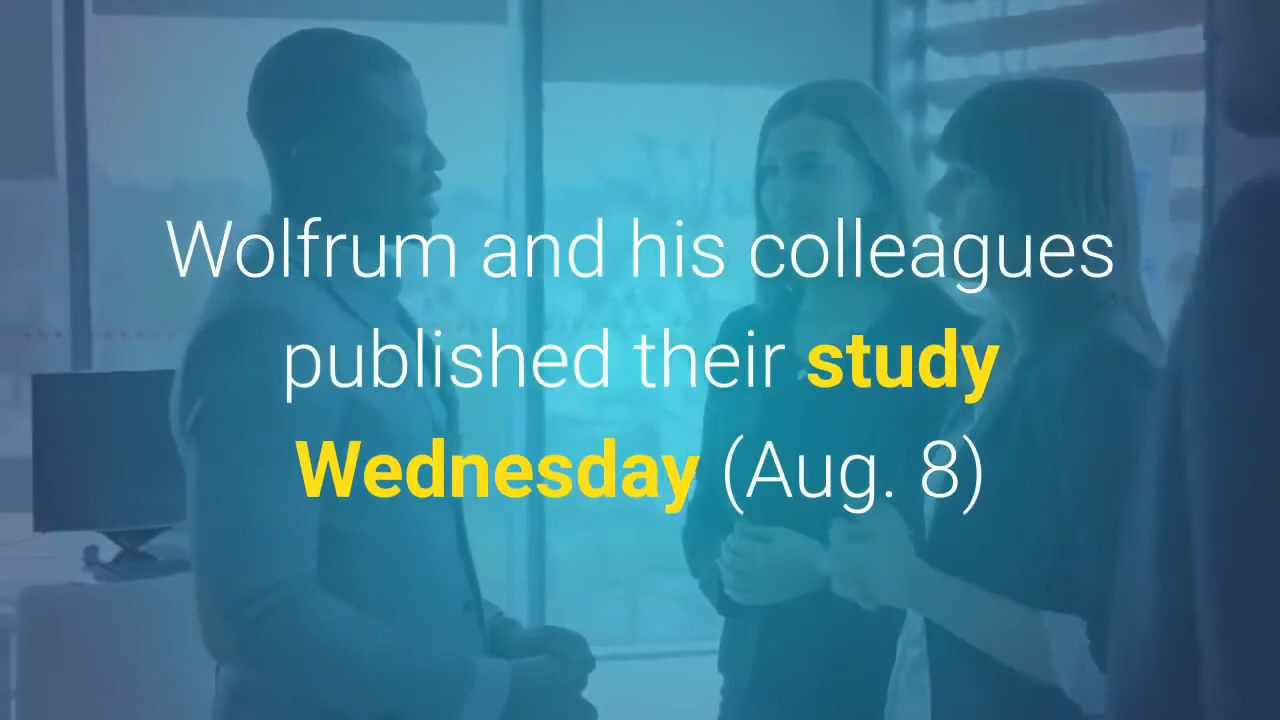 Wolfrum and his colleagues
published their study
Wednesday (Aug. 8)